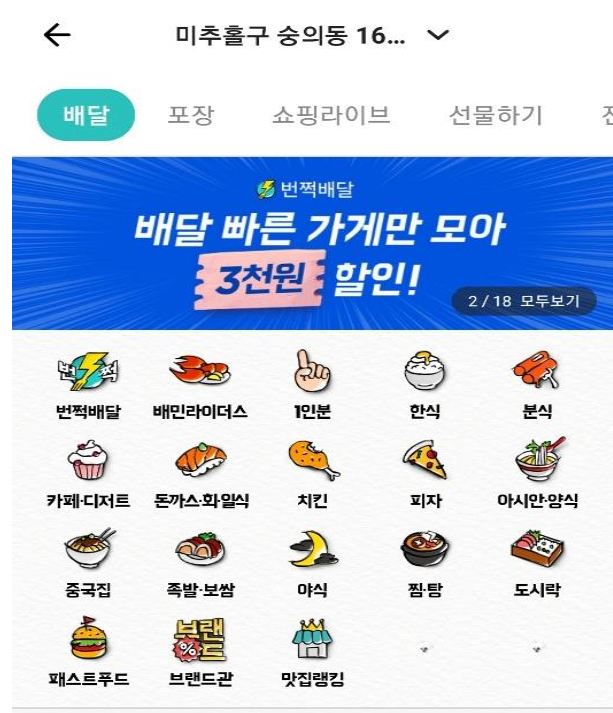 미추홀구 숭의동 16...
배달 포장 쇼핑라이브 선물하기
번쩍배달
배달 빠른 가게만 모아
3천원 할인!
2/18 모두보기
번쩍
번쩍배달 배민라이더스 1인분 한식 분식
카페·디저트 돈까스·회·일식 치킨 피자 아시안·양식
중국집 족발·보쌈 야식 찜·탕 도시락
브랜드
%
패스트푸드 브랜드관 맛집랭킹